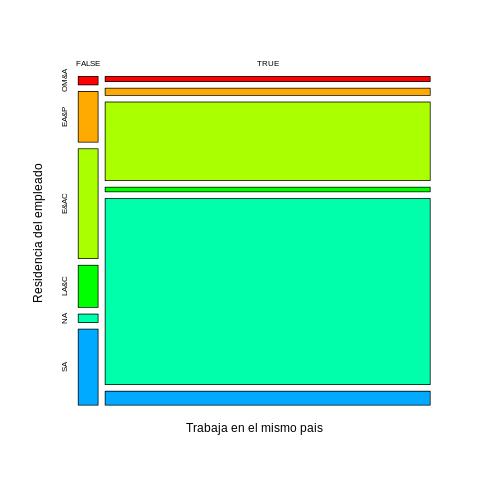 FALSE
TRUE
OM&A
EA&P
E&AC
LA&C
NA
SA
Residencia del empleado
Trabaja en el mismo pais